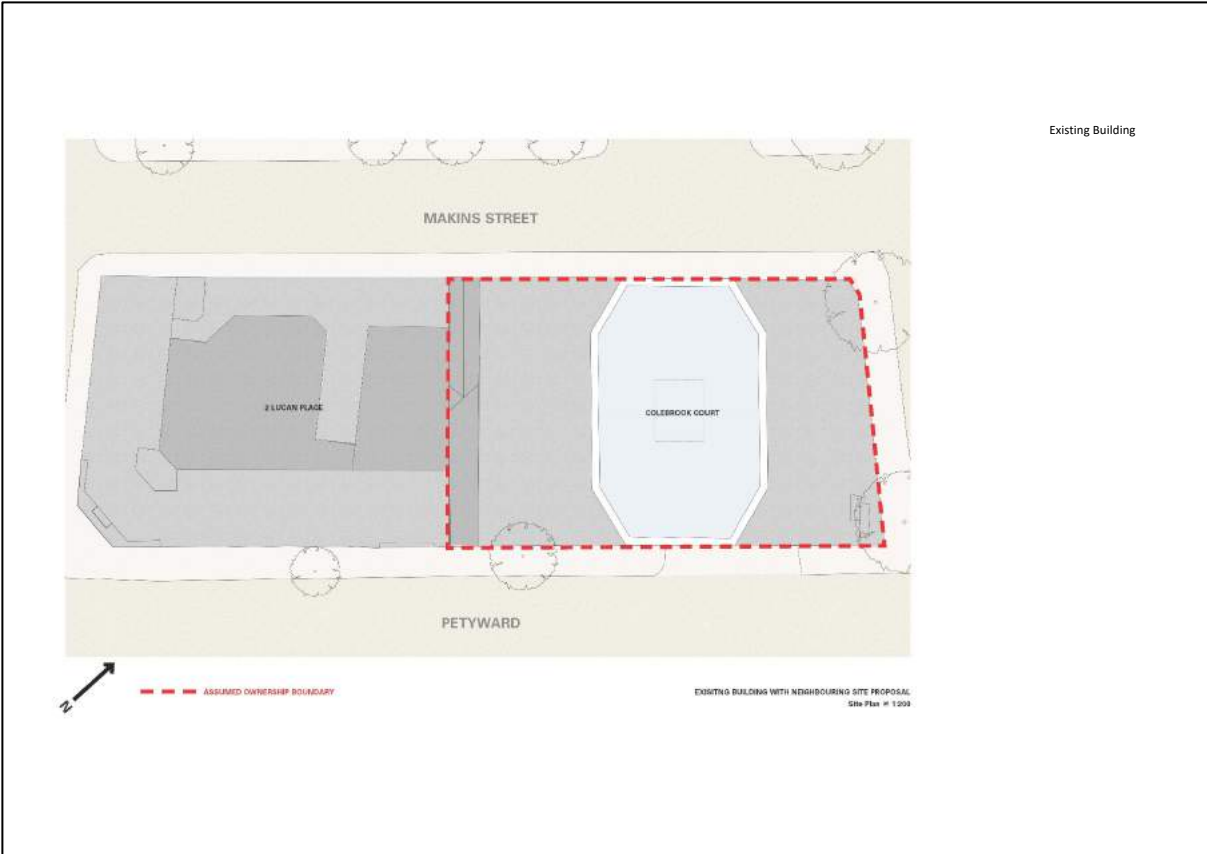 Existing Building
MAKINS STREET
2 LUCAN PLACE
COLEBROOK COURT
PETYWARD
N
ASSUMED OWNERSHIP BOUNDARY
EXISITNG BUILDING WITH NEIGHBOURING SITE PROPOSAL
Site Plan @ 1:200